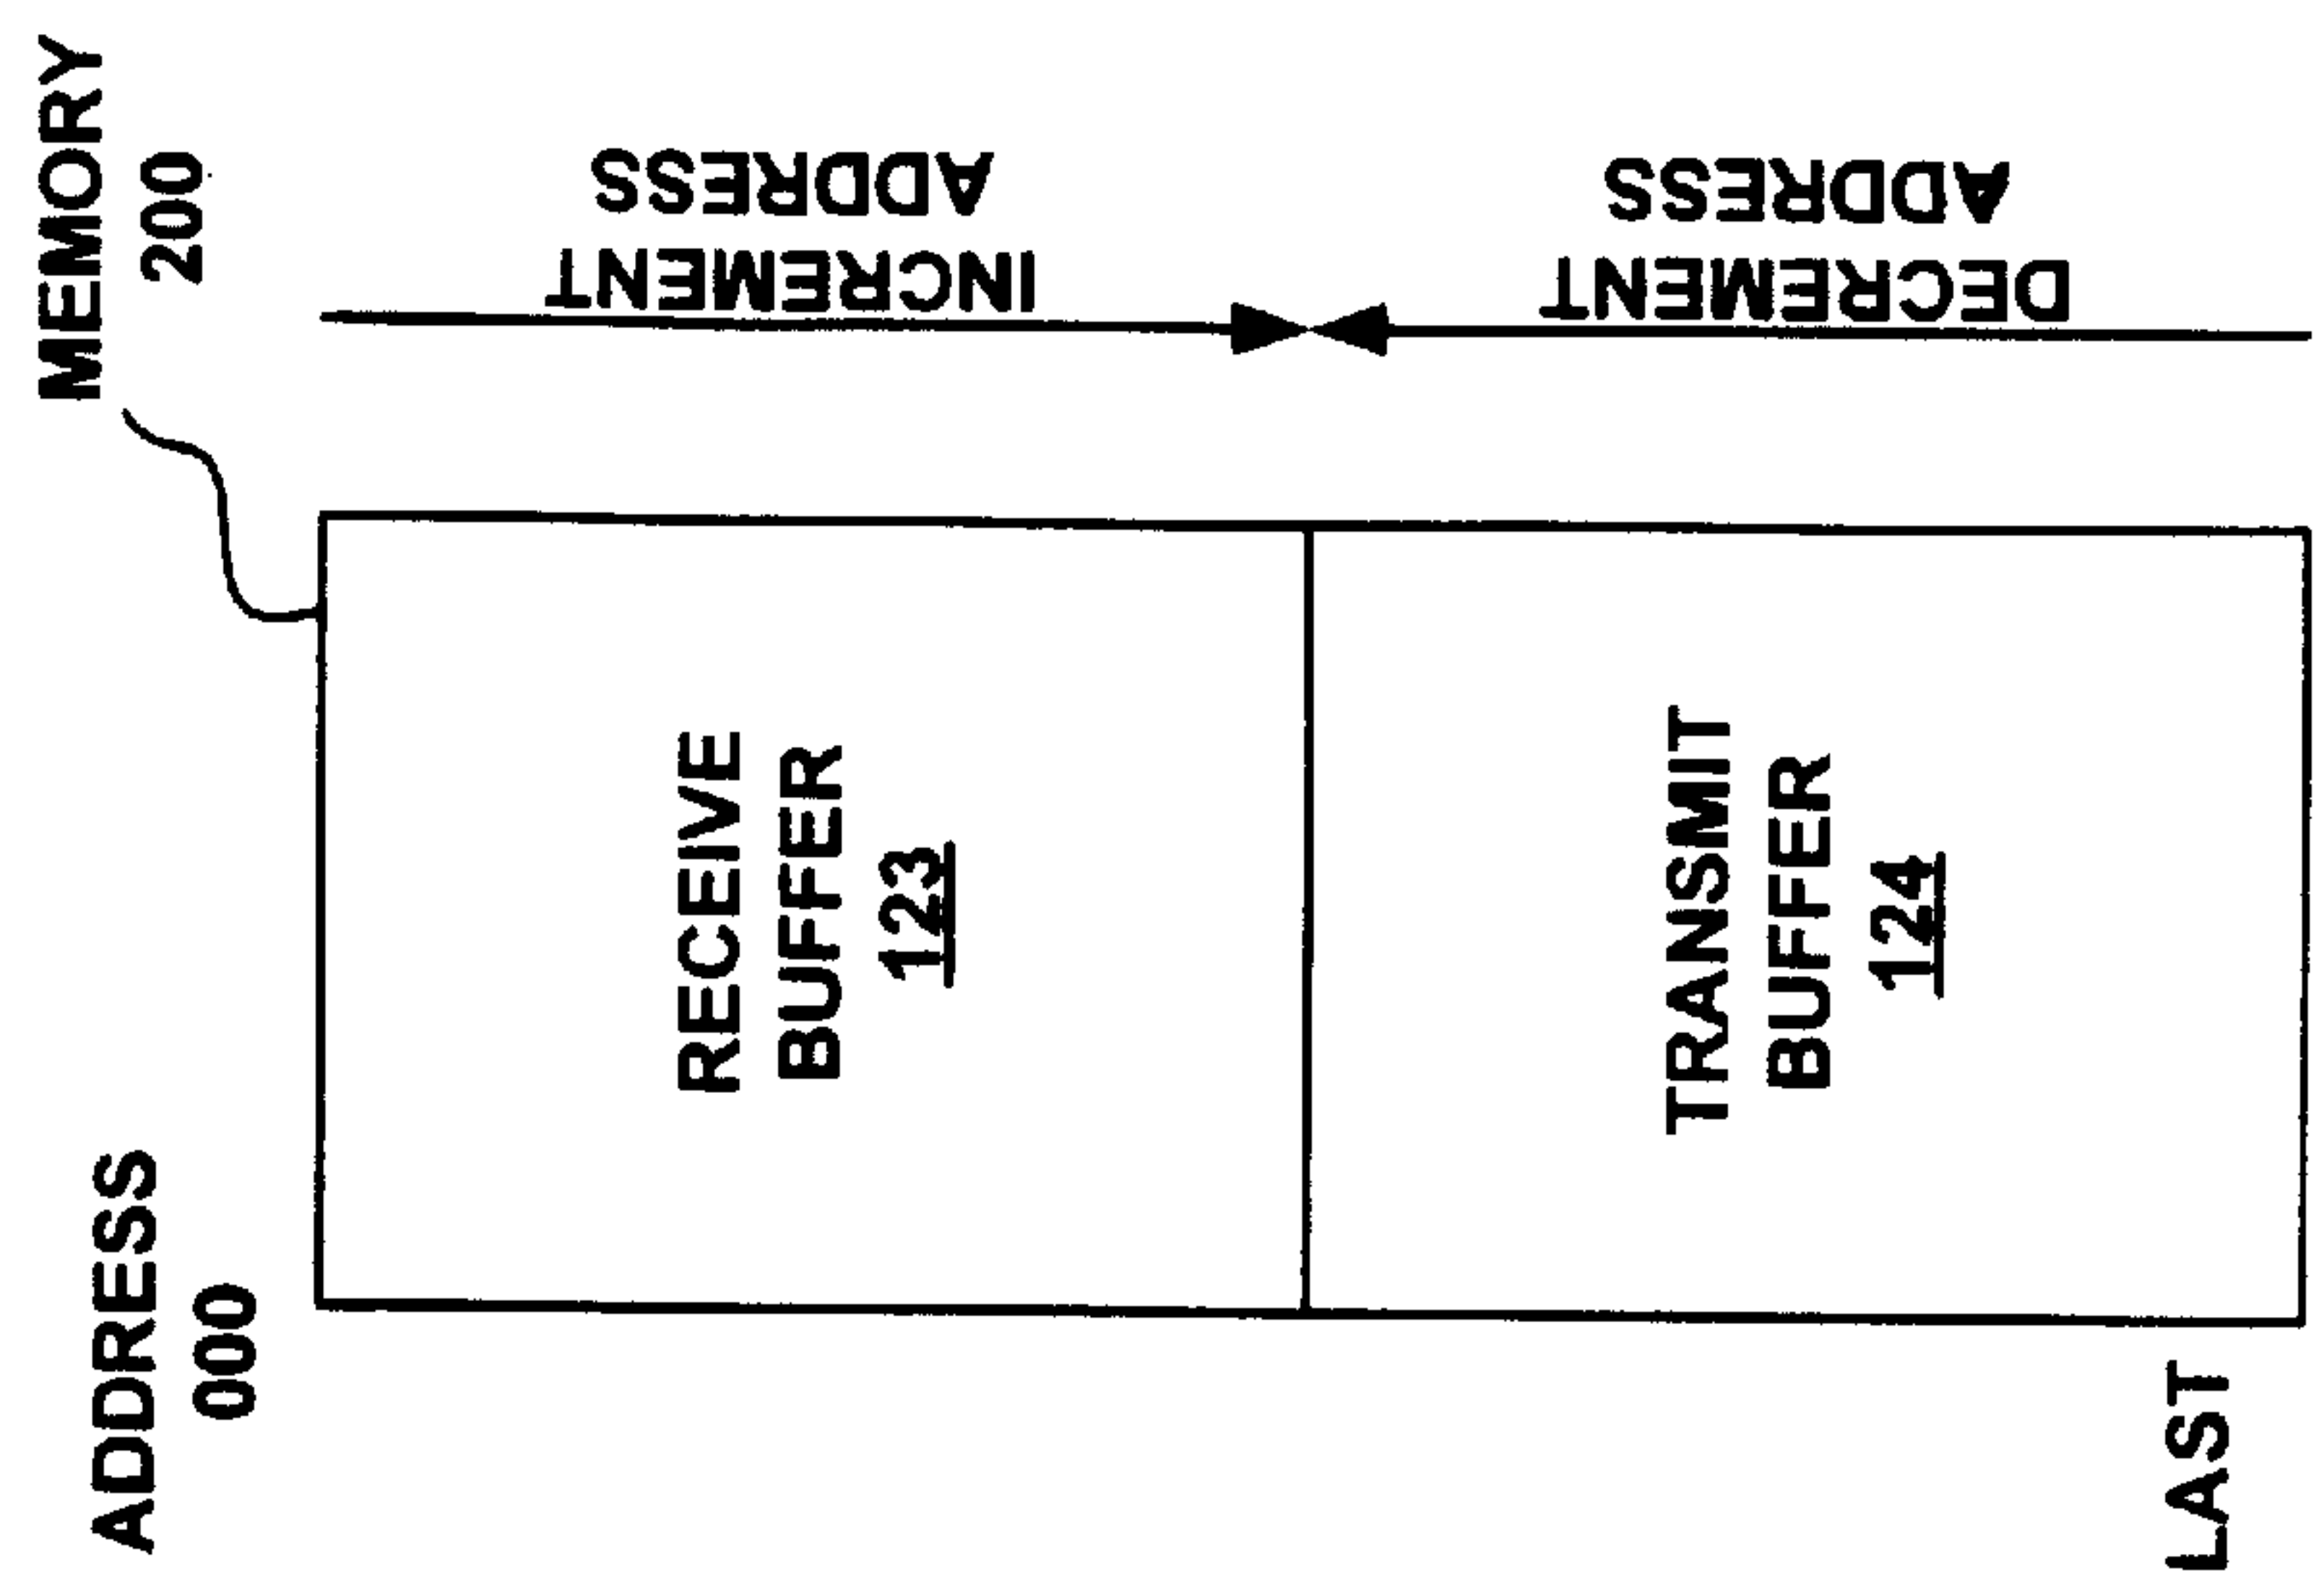 ADDRESS
000
MEMORY
200
RECEIVE
BUFFER
123
INCREMENT
ADDRESS
TRANSMIT
BUFFER
124
DECREMENT
ADDRESS
LAST